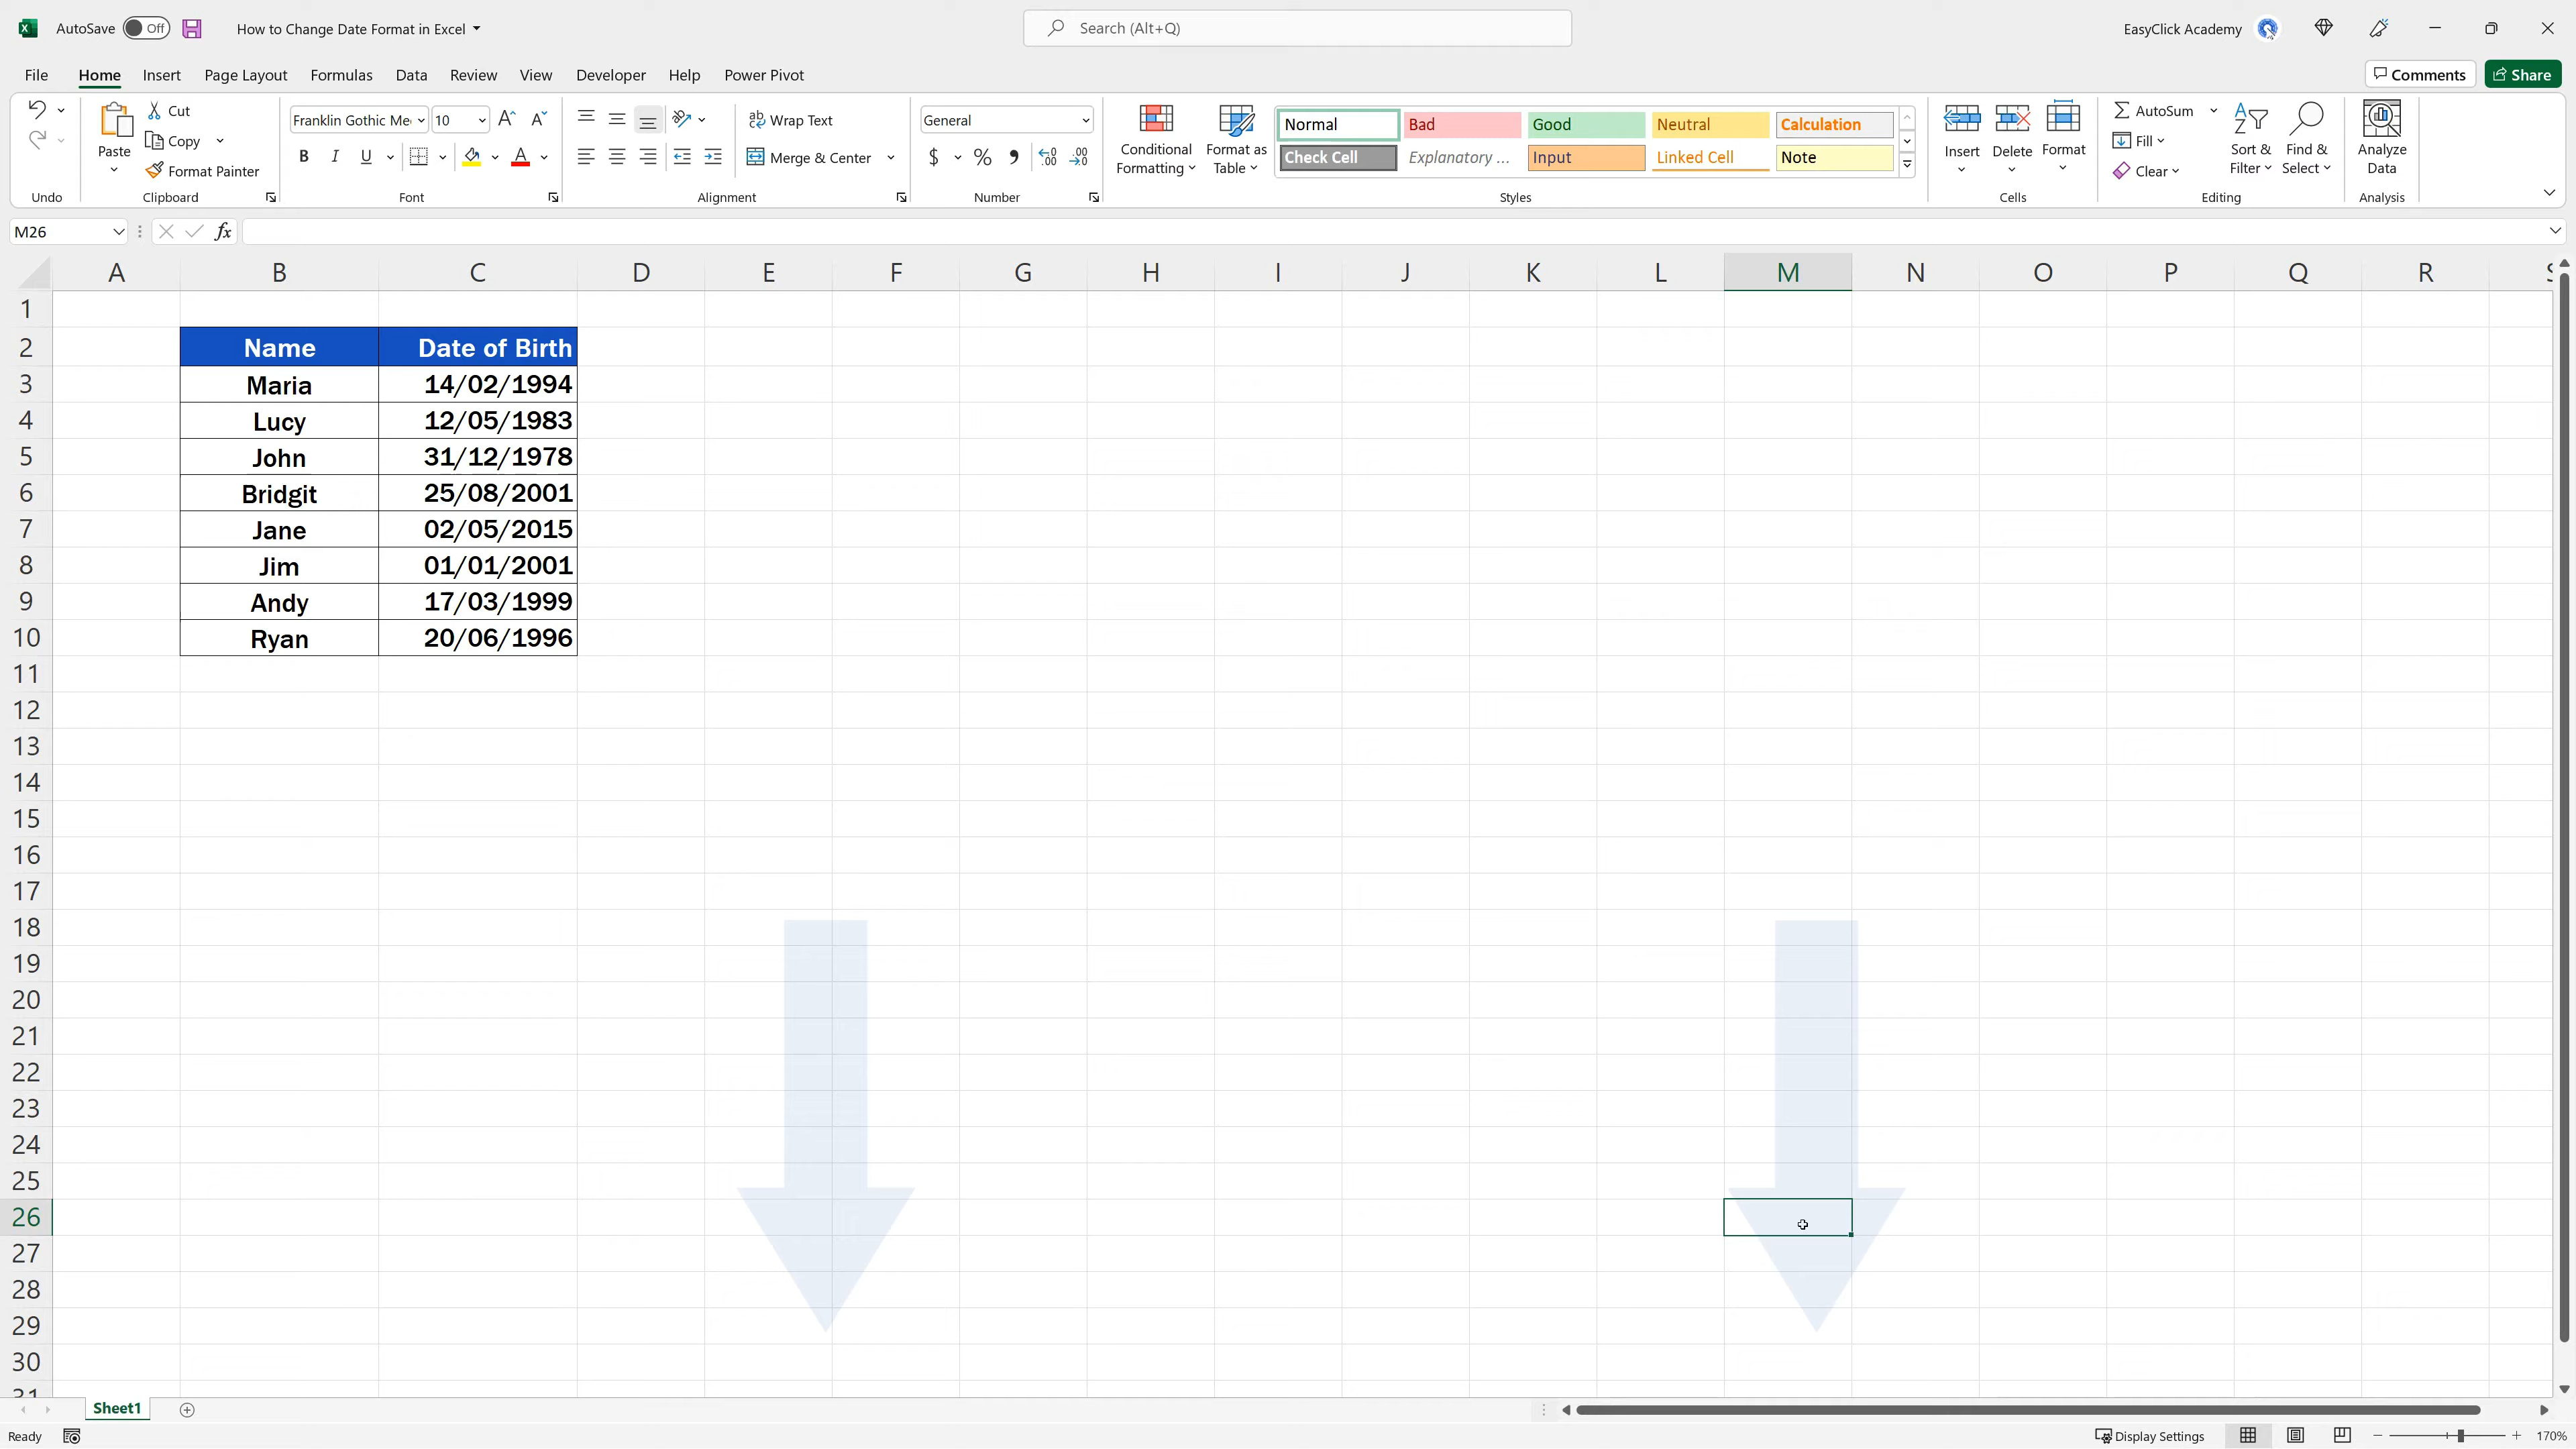 AutoSave Off How to Change Date Format in Excel Search (Alt+Q) EasyClick Academy
File Home Insert Page Layout Formulas Data Review View Developer Help Power Pivot Comments Share
Undo
Paste Cut Copy Format Painter Clipboard
Franklin Gothic Me 10 B I U A Font
Wrap Text Merge & Center Alignment
General $ % Number
Conditional Formatting Format as Table
Normal Bad Good Neutral Calculation
Check Cell Explanatory ... Input Linked Cell Note
Styles
Insert Delete Format Cells
AutoSum Fill Clear Sort & Filter Find & Select Editing
Analyze Data Analysis
M26 fx
A B C D E F G H I J K L M N O P Q R
1
2 Name Date of Birth
3 Maria 14/02/1994
4 Lucy 12/05/1983
5 John 31/12/1978
6 Bridgit 25/08/2001
7 Jane 02/05/2015
8 Jim 01/01/2001
9 Andy 17/03/1999
10 Ryan 20/06/1996
11
12
13
14
15
16
17
18
19
20
21
22
23
24
25
26
27
28
29
30
31
Sheet1
Ready Display Settings 170%